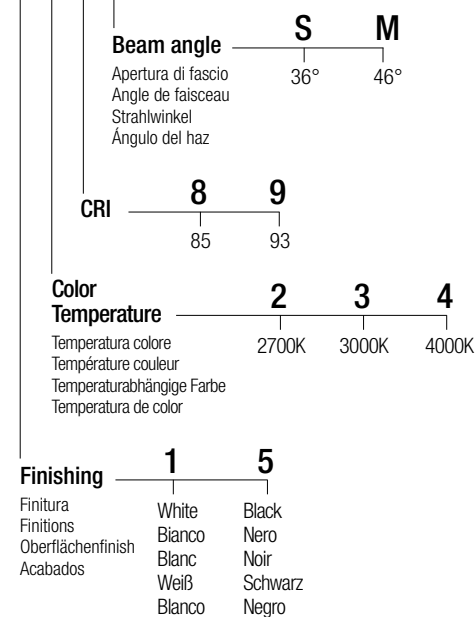 Beam angle S M
Apertura di fascio 36° 46°
Angle de faisceau
Strahlwinkel
Ángulo del haz
CRI 8 9
85 93
Color
Temperature 2 3 4
Temperatura colore 2700K 3000K 4000K
Température couleur
Temperaturabhängige Farbe
Temperatura de color
Finishing 1 5
Finitura White Black
Finitions Bianco Nero
Oberflächenfinish Blanc Noir
Acabados Weiß Schwarz
Blanco Negro